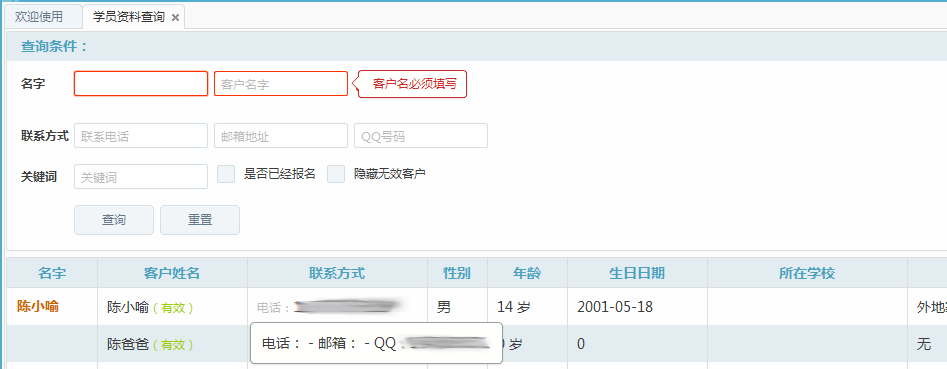 欢迎使用 学员资料查询 ×
查询条件：
名字 客户名字 客户名必须填写
联系方式 联系电话 邮箱地址 QQ号码
关键词 关键词 是否已经报名 隐藏无效客户
查询 重置
名字 客户姓名 联系方式 性别 年龄 生日日期 所在学校
陈小喻 陈小喻(有效) 电话： 男 14 岁 2001-05-18 外地
陈爸爸(有效) 电话： - 邮箱： - QQ： 岁 0 无